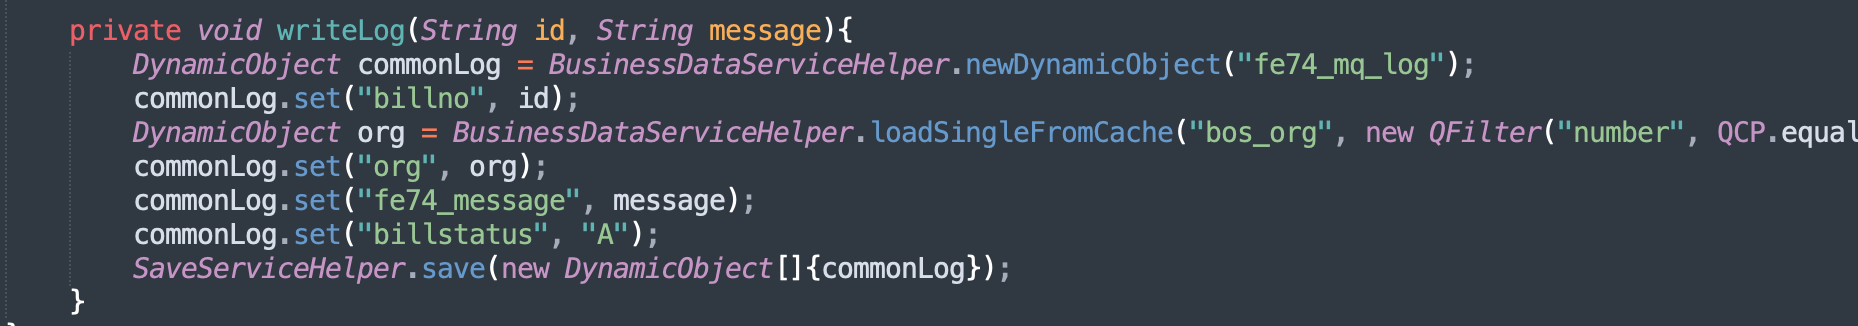 private void writeLog(String id, String message){
DynamicObject commonLog = BusinessDataServiceHelper.newDynamicObject("fe74_mq_log");
commonLog.set("billno", id);
DynamicObject org = BusinessDataServiceHelper.loadSingleFromCache("bos_org", new QFilter("number", QCP.equal
commonLog.set("org", org);
commonLog.set("fe74_message", message);
commonLog.set("billstatus", "A");
SaveServiceHelper.save(new DynamicObject[]{commonLog});
}